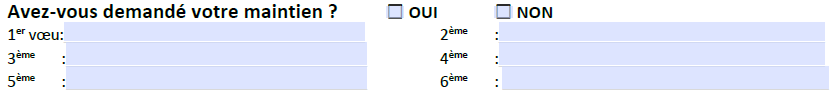 Avez-vous demandé votre maintien ? ☐ OUI ☐ NON
1er vœu: 2ème :
3ème : 4ème :
5ème : 6ème :